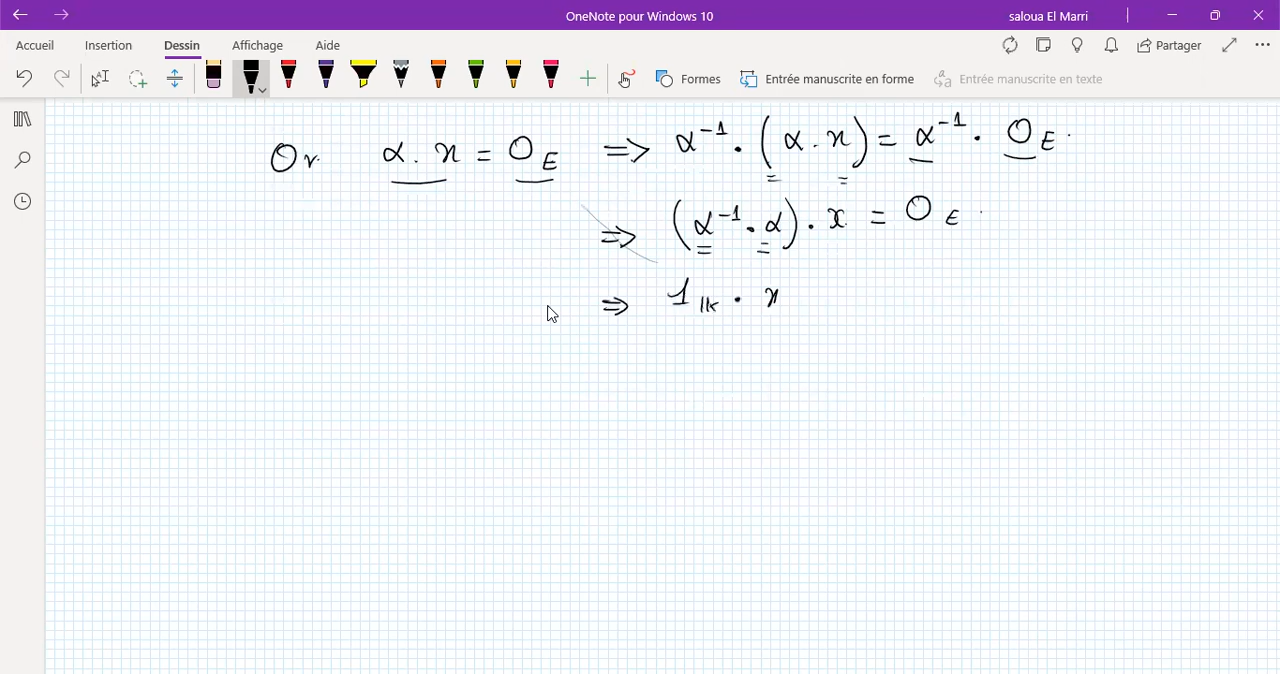 OneNote pour Windows 10
saloua El Marri
Accueil Insertion Dessin Affichage Aide
Partager
Formes Entrée manuscrite en forme Entrée manuscrite en texte
Or α . x = 0_E => α⁻¹ . (α . x) = α⁻¹ . 0_E .
=> (α⁻¹ . α) . x = 0_E .
=> 1_𝕂 . x